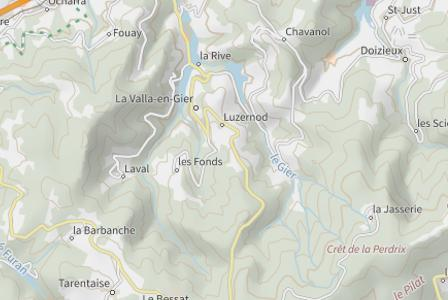 Ocharra
St-Just
Fouay
Chavanol
la Rive
Doizieux
La Valla-en-Gier
Luzernod
les Scie
les Fonds
le Gier
Laval
la Jasserie
la Barbanche
Crêt de la Perdrix
le Furan
Tarentaise
le Pilat
Le Bessat